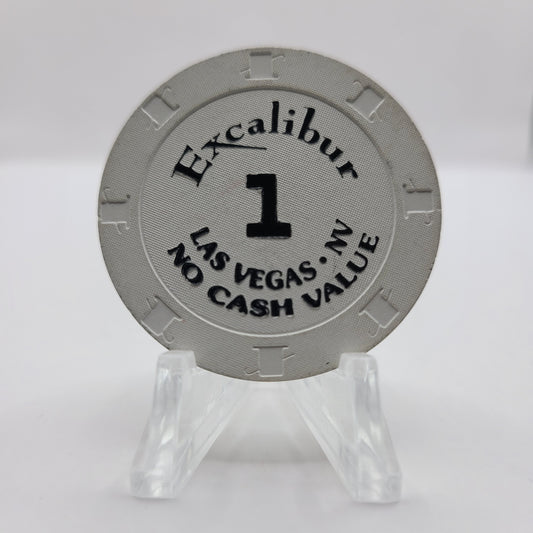 Excalibur
1
LAS VEGAS • NV
NO CASH VALUE